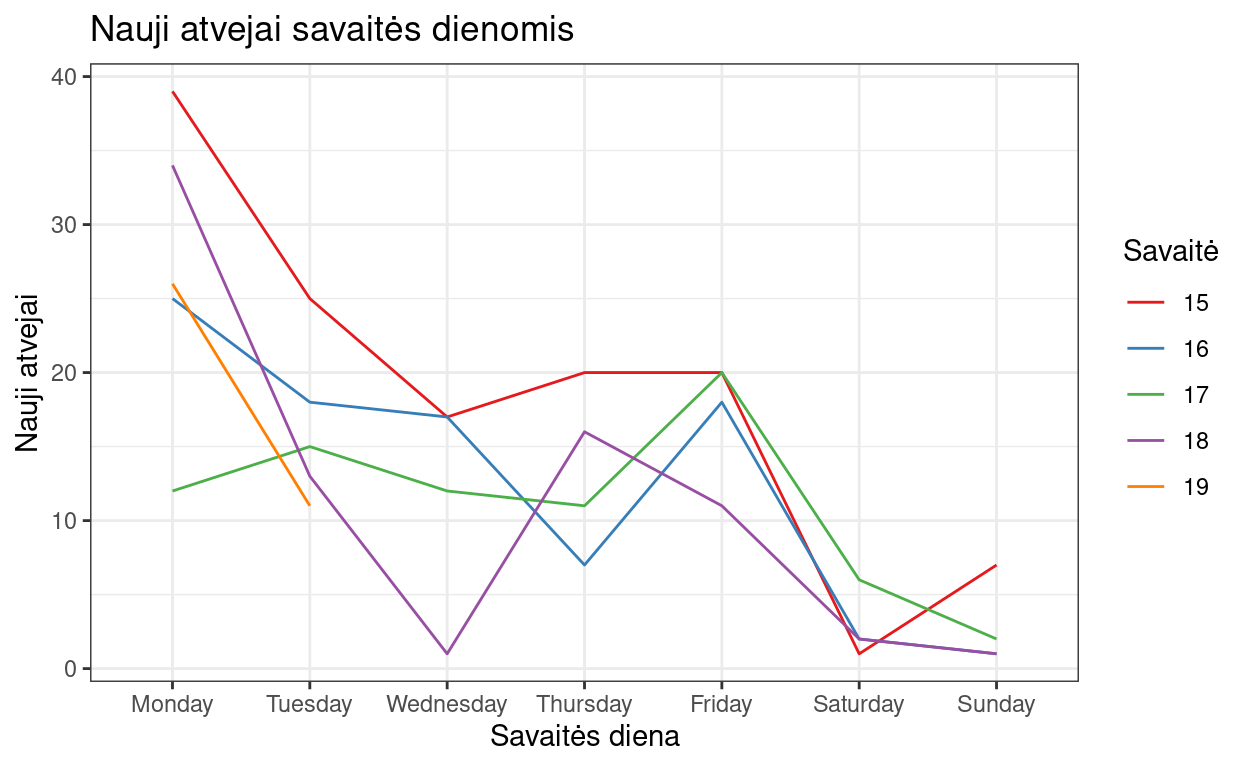 Nauji atvejai savaitės dienomis
40
30
20
10
0
Nauji atvejai
Monday Tuesday Wednesday Thursday Friday Saturday Sunday
Savaitės diena
Savaitė
15
16
17
18
19